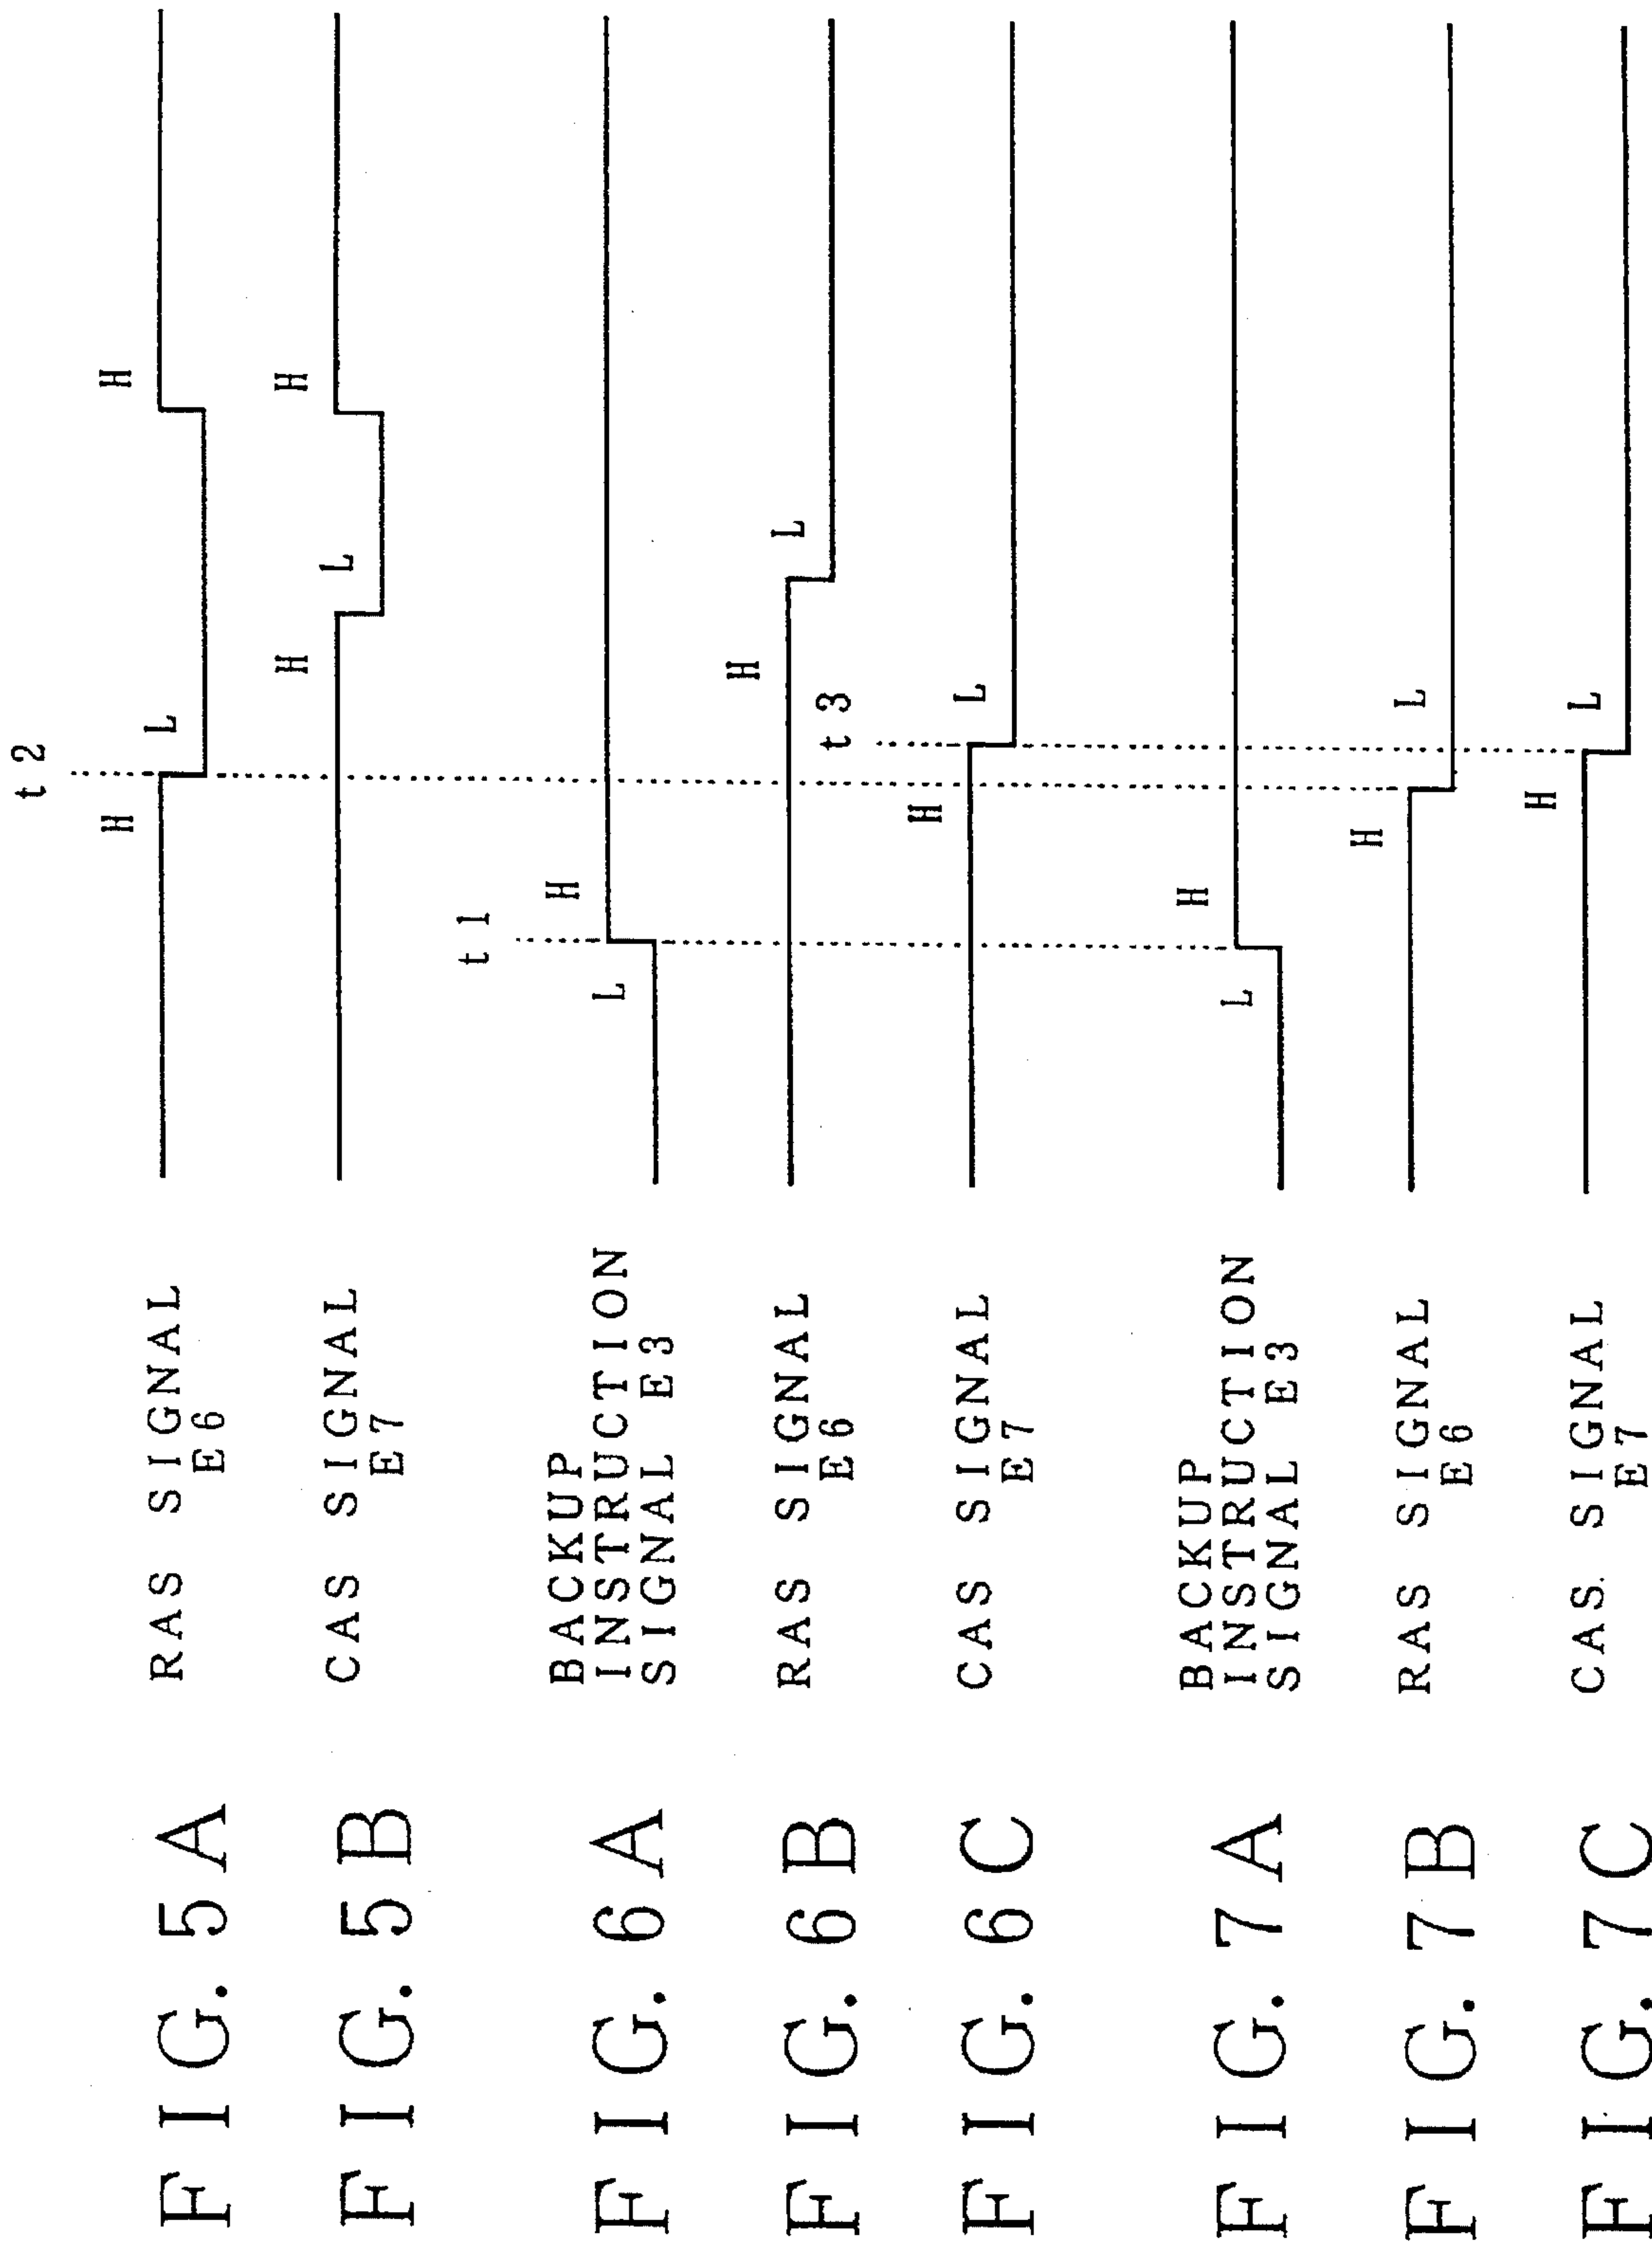 t2
FIG. 5A
RAS SIGNAL
E6
H
L
H
FIG. 5B
CAS SIGNAL
E7
H
L
H
t1
FIG. 6A
BACKUP
INSTRUCTION
SIGNAL E3
L
H
FIG. 6B
RAS SIGNAL
E6
H
L
t3
FIG. 6C
CAS SIGNAL
E7
H
L
FIG. 7A
BACKUP
INSTRUCTION
SIGNAL E3
L
H
FIG. 7B
RAS SIGNAL
E6
H
L
FIG. 7C
CAS SIGNAL
E7
H
L